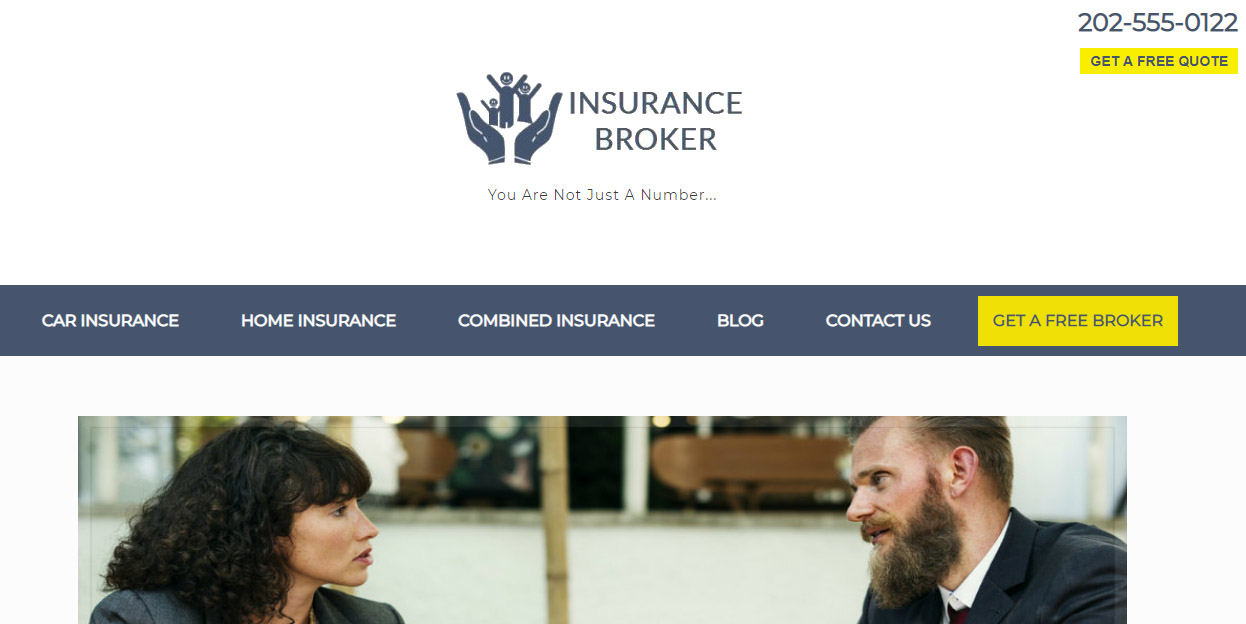 202-555-0122
GET A FREE QUOTE
INSURANCE
BROKER
You Are Not Just A Number...
CAR INSURANCE
HOME INSURANCE
COMBINED INSURANCE
BLOG
CONTACT US
GET A FREE BROKER